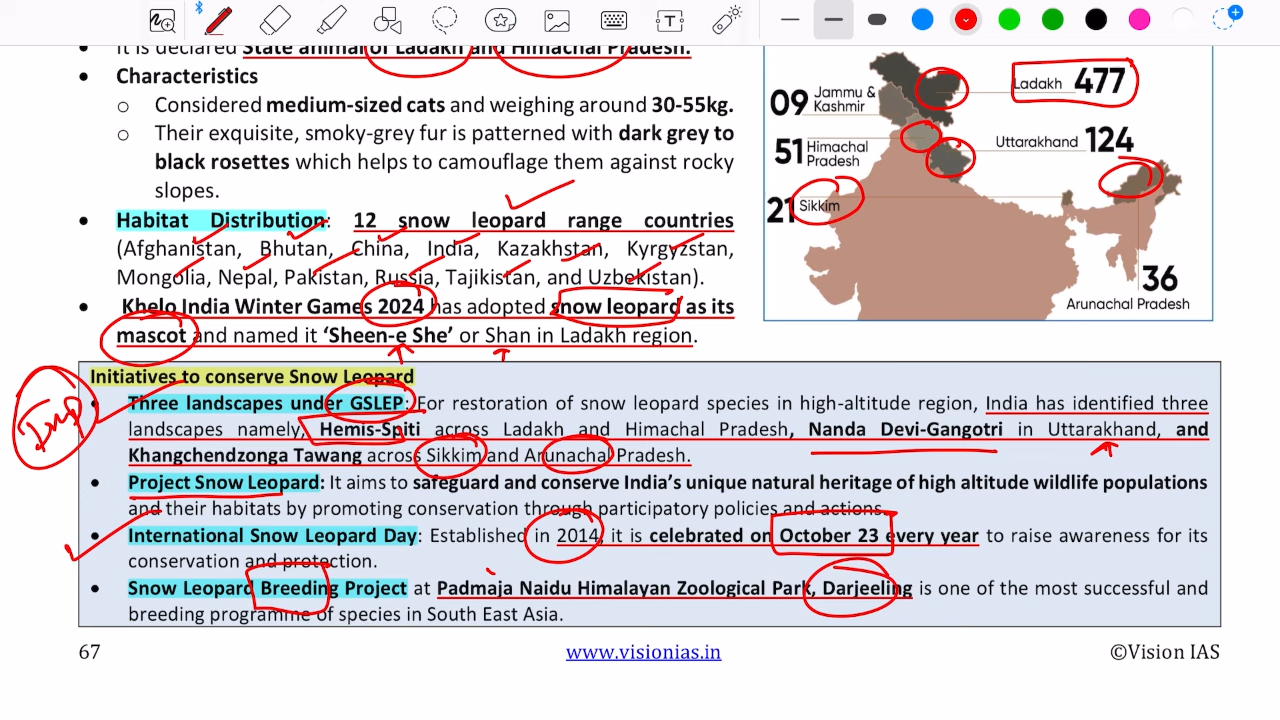 It is declared State animal of Ladakh and Himachal Pradesh.
• Characteristics
o Considered medium-sized cats and weighing around 30-55kg.
o Their exquisite, smoky-grey fur is patterned with dark grey to
black rosettes which helps to camouflage them against rocky
slopes.
• Habitat Distribution: 12 snow leopard range countries
(Afghanistan, Bhutan, China, India, Kazakhstan, Kyrgyzstan,
Mongolia, Nepal, Pakistan, Russia, Tajikistan, and Uzbekistan).
• Khelo India Winter Games 2024 has adopted snow leopard as its
mascot and named it ‘Sheen-e She’ or Shan in Ladakh region.
Ladakh 477
09 Jammu &
Kashmir
Uttarakhand 124
51 Himachal
Pradesh
21 Sikkim
36
Arunachal Pradesh
Imp
Initiatives to conserve Snow Leopard
• Three landscapes under GSLEP: For restoration of snow leopard species in high-altitude region, India has identified three
landscapes namely, Hemis-Spiti across Ladakh and Himachal Pradesh, Nanda Devi-Gangotri in Uttarakhand, and
Khangchendzonga Tawang across Sikkim and Arunachal Pradesh.
• Project Snow Leopard: It aims to safeguard and conserve India’s unique natural heritage of high altitude wildlife populations
and their habitats by promoting conservation through participatory policies and actions.
• International Snow Leopard Day: Established in 2014, it is celebrated on October 23 every year to raise awareness for its
conservation and protection.
• Snow Leopard Breeding Project at Padmaja Naidu Himalayan Zoological Park, Darjeeling is one of the most successful and
breeding programme of species in South East Asia.
67
www.visionias.in
©Vision IAS